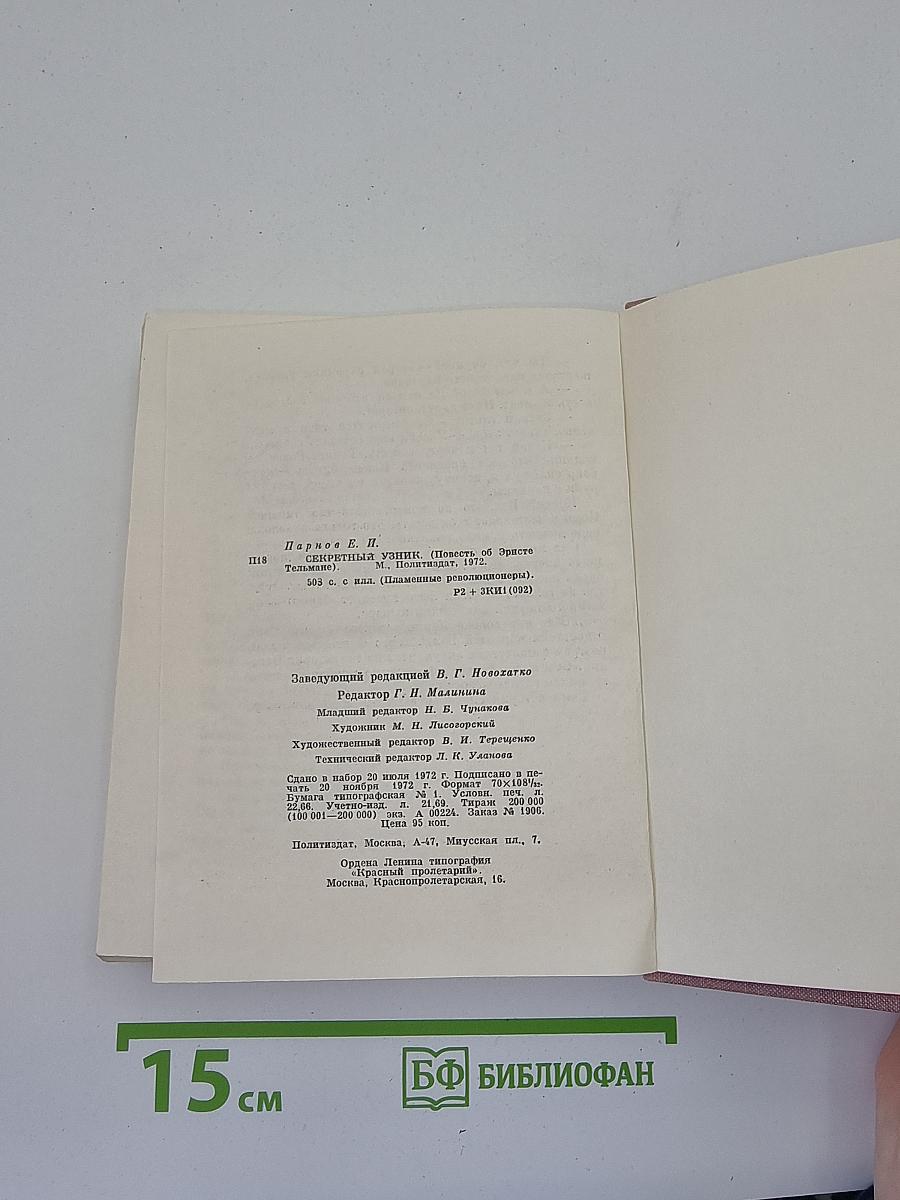 Парнов Е. И.
П18 СЕКРЕТНЫЙ УЗНИК. (Повесть об Эрнсте
Тельмане). М., Политиздат, 1972.
503 с. с илл. (Пламенные революционеры).
Р2 + 3КИ1(092)
Заведующий редакцией В. Г. Новохатко
Редактор Г. Н. Малинина
Младший редактор Н. Б. Чунакова
Художник М. Н. Лисогорский
Художественный редактор В. И. Терещенко
Технический редактор Л. К. Уланова
Сдано в набор 20 июля 1972 г. Подписано в пе-
чать 20 ноября 1972 г. Формат 70×108¹/₃₂.
Бумага типографская № 1. Условн. печ. л.
22,66. Учетно-изд. л. 21,69. Тираж 200 000
(100 001—200 000) экз. А 00224. Заказ № 1906.
Цена 95 коп.
Политиздат, Москва, А-47, Миусская пл., 7.
Ордена Ленина типография
«Красный пролетарий».
Москва, Краснопролетарская, 16.
15 см
БФ БИБЛИОФАН